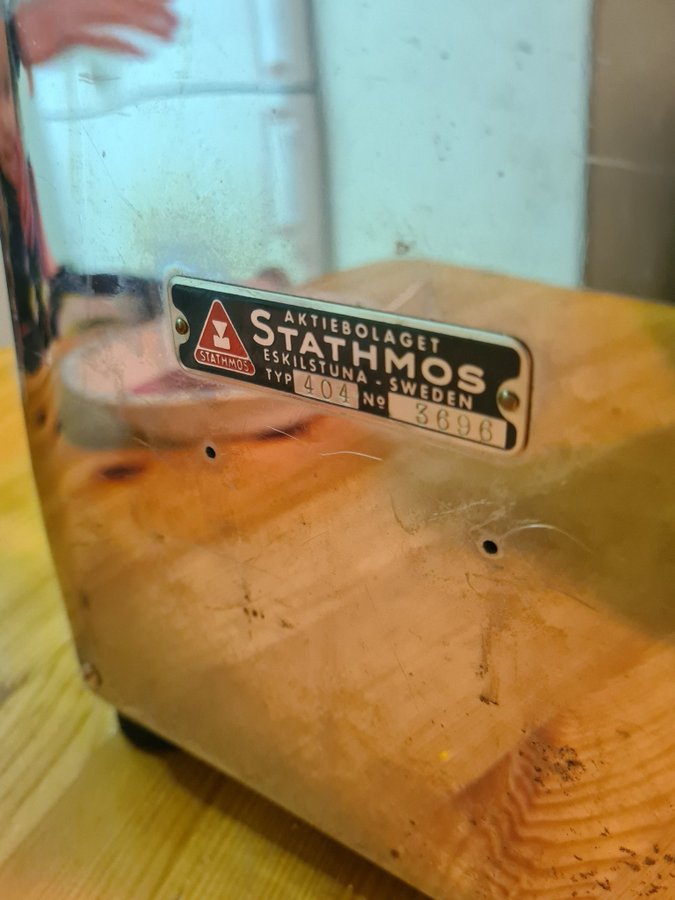 AKTIEBOLAGET
STATHMOS
ESKILSTUNA - SWEDEN
TYP 404 Nº 3696
STATHMOS